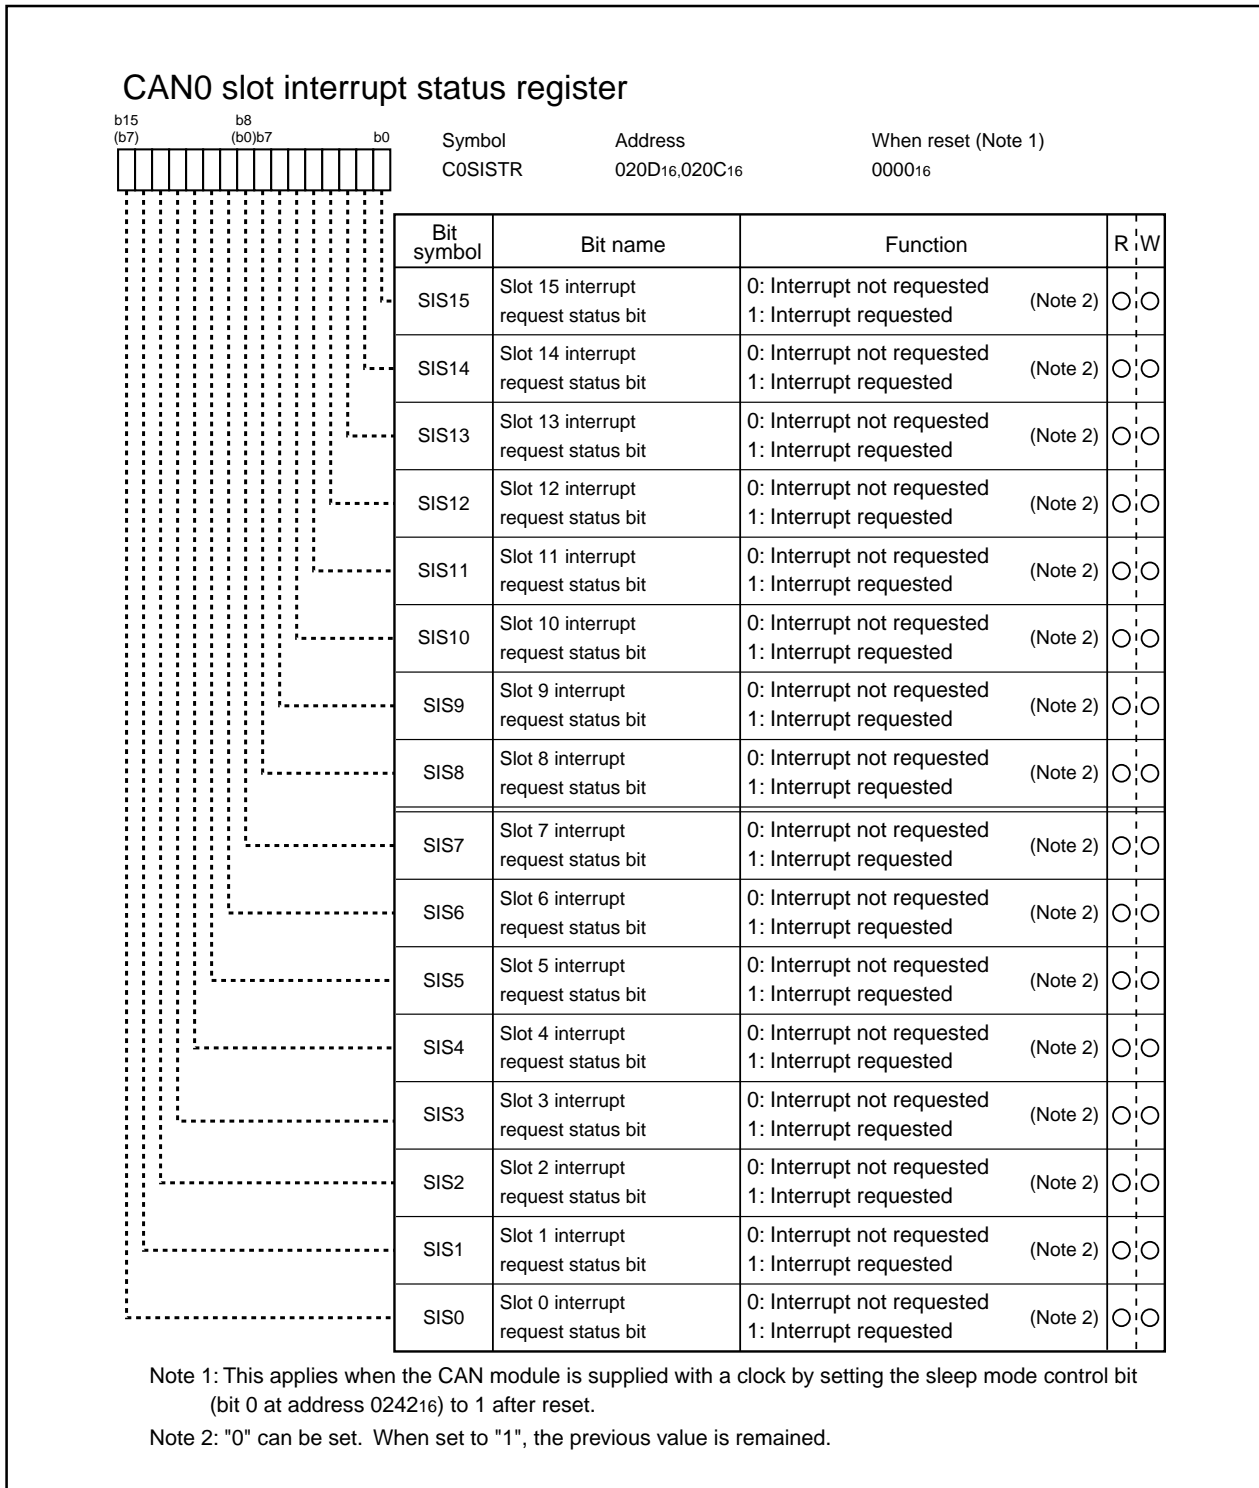 CAN0 slot interrupt status register
b15 b8
(b7) (b0)b7 b0
Symbol Address When reset (Note 1)
C0SISTR 020D16,020C16 000016
Bit symbol Bit name Function R W
SIS15 Slot 15 interrupt request status bit 0: Interrupt not requested 1: Interrupt requested (Note 2)
SIS14 Slot 14 interrupt request status bit 0: Interrupt not requested 1: Interrupt requested (Note 2)
SIS13 Slot 13 interrupt request status bit 0: Interrupt not requested 1: Interrupt requested (Note 2)
SIS12 Slot 12 interrupt request status bit 0: Interrupt not requested 1: Interrupt requested (Note 2)
SIS11 Slot 11 interrupt request status bit 0: Interrupt not requested 1: Interrupt requested (Note 2)
SIS10 Slot 10 interrupt request status bit 0: Interrupt not requested 1: Interrupt requested (Note 2)
SIS9 Slot 9 interrupt request status bit 0: Interrupt not requested 1: Interrupt requested (Note 2)
SIS8 Slot 8 interrupt request status bit 0: Interrupt not requested 1: Interrupt requested (Note 2)
SIS7 Slot 7 interrupt request status bit 0: Interrupt not requested 1: Interrupt requested (Note 2)
SIS6 Slot 6 interrupt request status bit 0: Interrupt not requested 1: Interrupt requested (Note 2)
SIS5 Slot 5 interrupt request status bit 0: Interrupt not requested 1: Interrupt requested (Note 2)
SIS4 Slot 4 interrupt request status bit 0: Interrupt not requested 1: Interrupt requested (Note 2)
SIS3 Slot 3 interrupt request status bit 0: Interrupt not requested 1: Interrupt requested (Note 2)
SIS2 Slot 2 interrupt request status bit 0: Interrupt not requested 1: Interrupt requested (Note 2)
SIS1 Slot 1 interrupt request status bit 0: Interrupt not requested 1: Interrupt requested (Note 2)
SIS0 Slot 0 interrupt request status bit 0: Interrupt not requested 1: Interrupt requested (Note 2)
Note 1: This applies when the CAN module is supplied with a clock by setting the sleep mode control bit
(bit 0 at address 024216) to 1 after reset.
Note 2: "0" can be set. When set to "1", the previous value is remained.